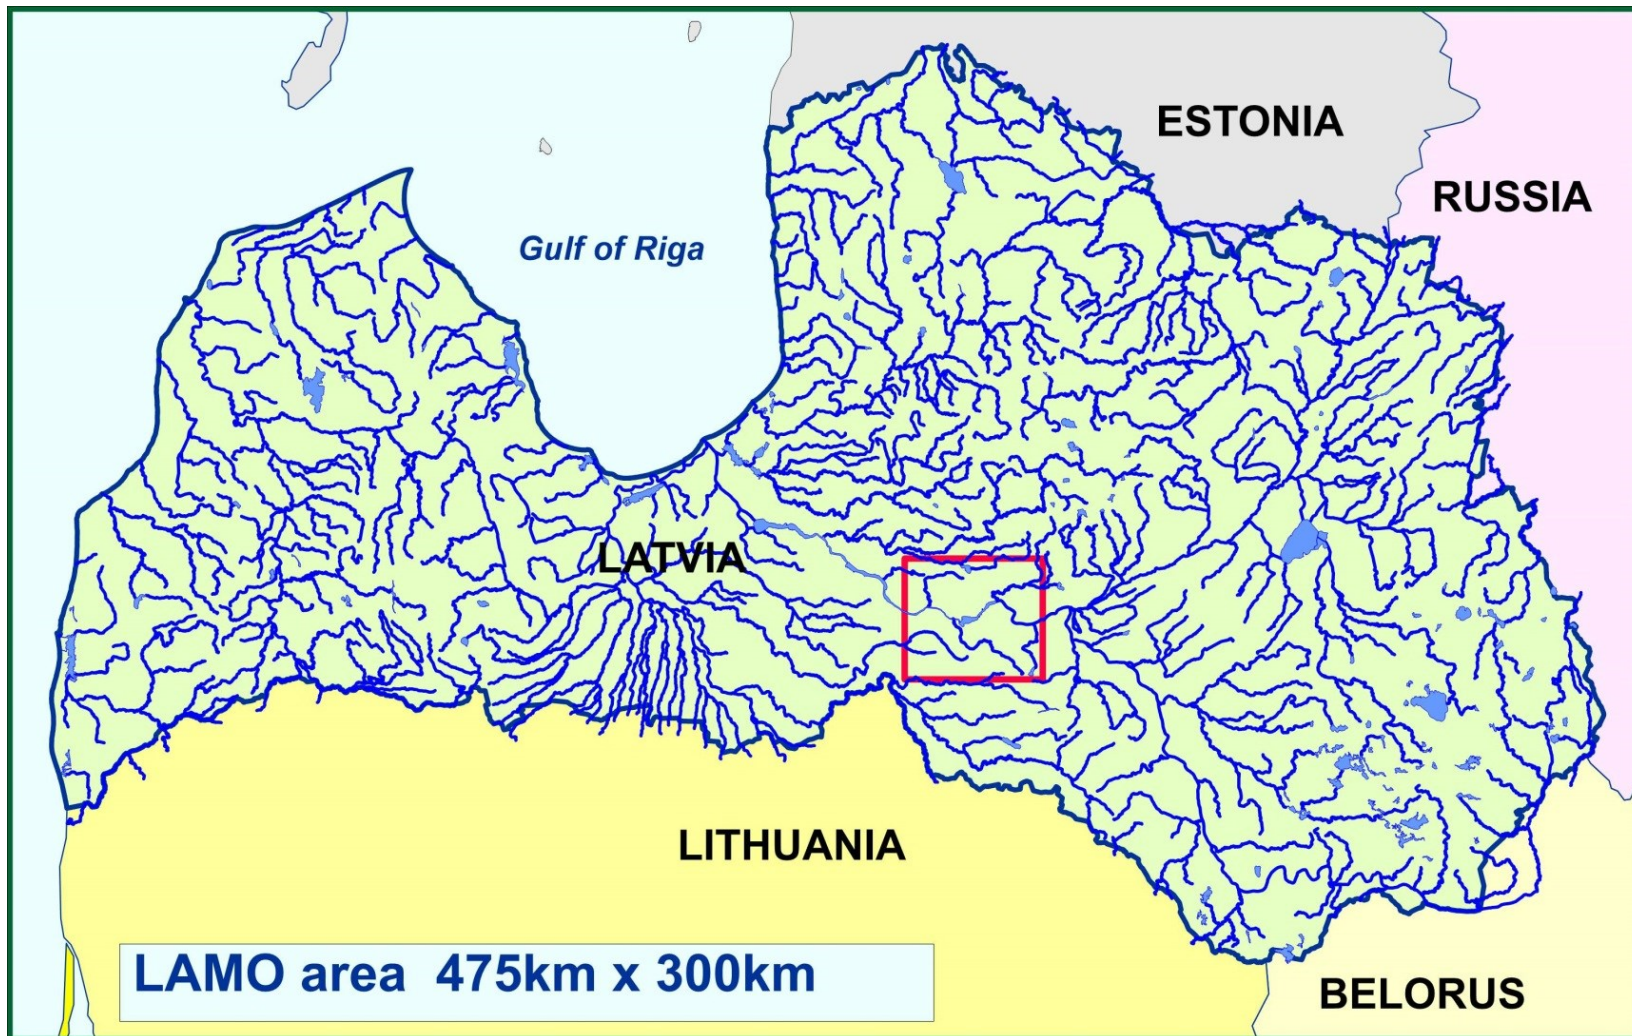 ESTONIA
RUSSIA
Gulf of Riga
LATVIA
LITHUANIA
LAMO area 475km x 300km
BELORUS